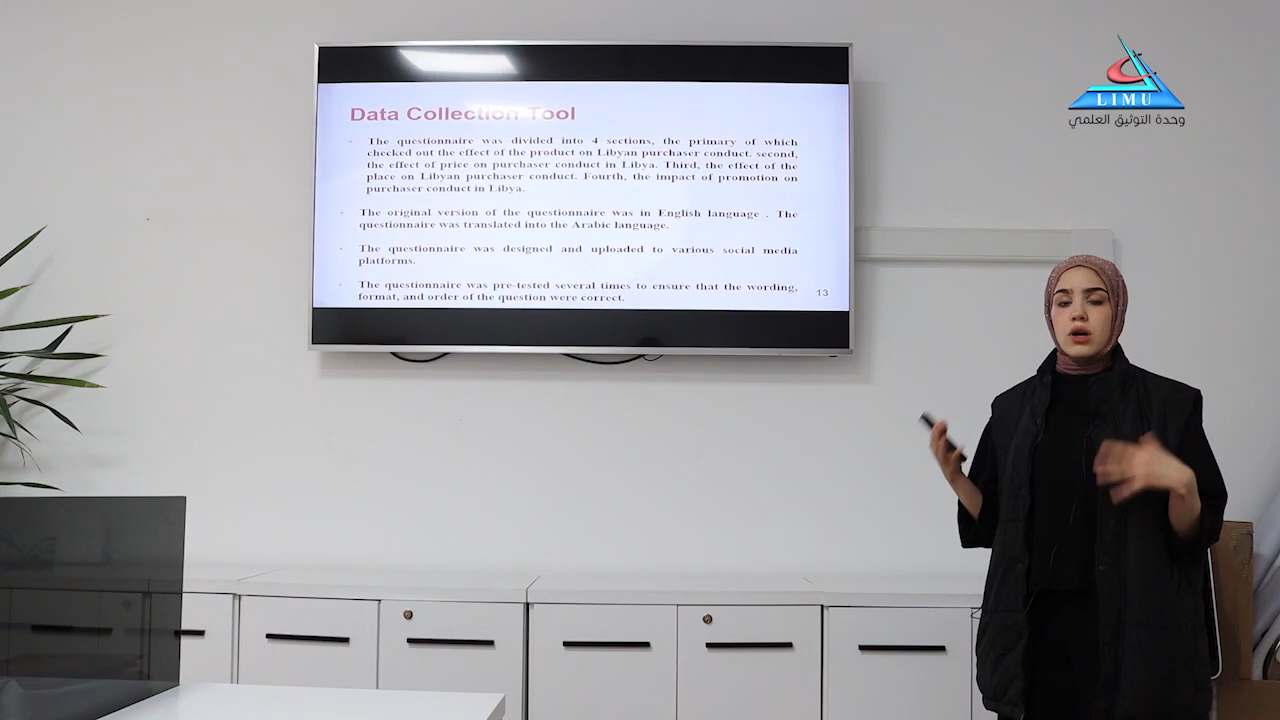 Data Collection Tool
The questionnaire was divided into 4 sections, the primary of which
checked out the effect of the product on Libyan purchaser conduct. second,
the effect of price on purchaser conduct in Libya. Third, the effect of the
place on Libyan purchaser conduct. Fourth, the impact of promotion on
purchaser conduct in Libya.
The original version of the questionnaire was in English language . The
questionnaire was translated into the Arabic language.
The questionnaire was designed and uploaded to various social media
platforms.
The questionnaire was pre-tested several times to ensure that the wording,
format, and order of the question were correct.
13
LIMU
وحدة التوثيق العلمي